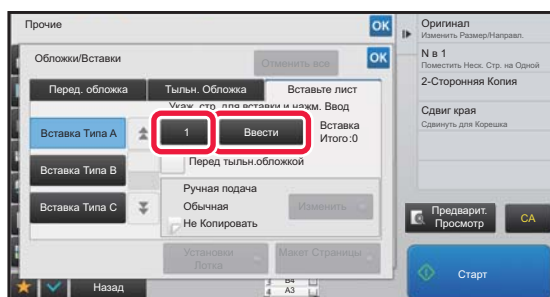 Прочие
OK
Обложки/Вставки
Отменить все
OK
Перед. обложка
Тыльн. Обложка
Вставьте лист
Укаж. стр. для вставки и нажм. Ввод
Вставка Типа A
1
Ввести
Вставка
Итого:0
Вставка Типа B
Перед тыльн.обложкой
Вставка Типа C
Ручная подача
Обычная
Не Копировать
Изменить
Установки
Лотка
Макет Страницы
Назад
B4
A3
Оригинал
Изменить Размер/Направл.
N в 1
Поместить Неск. Стр. на Одной
2-Сторонняя Копия
Сдвиг края
Сдвинуть для Корешка
Предварит.
Просмотр
CA
Старт